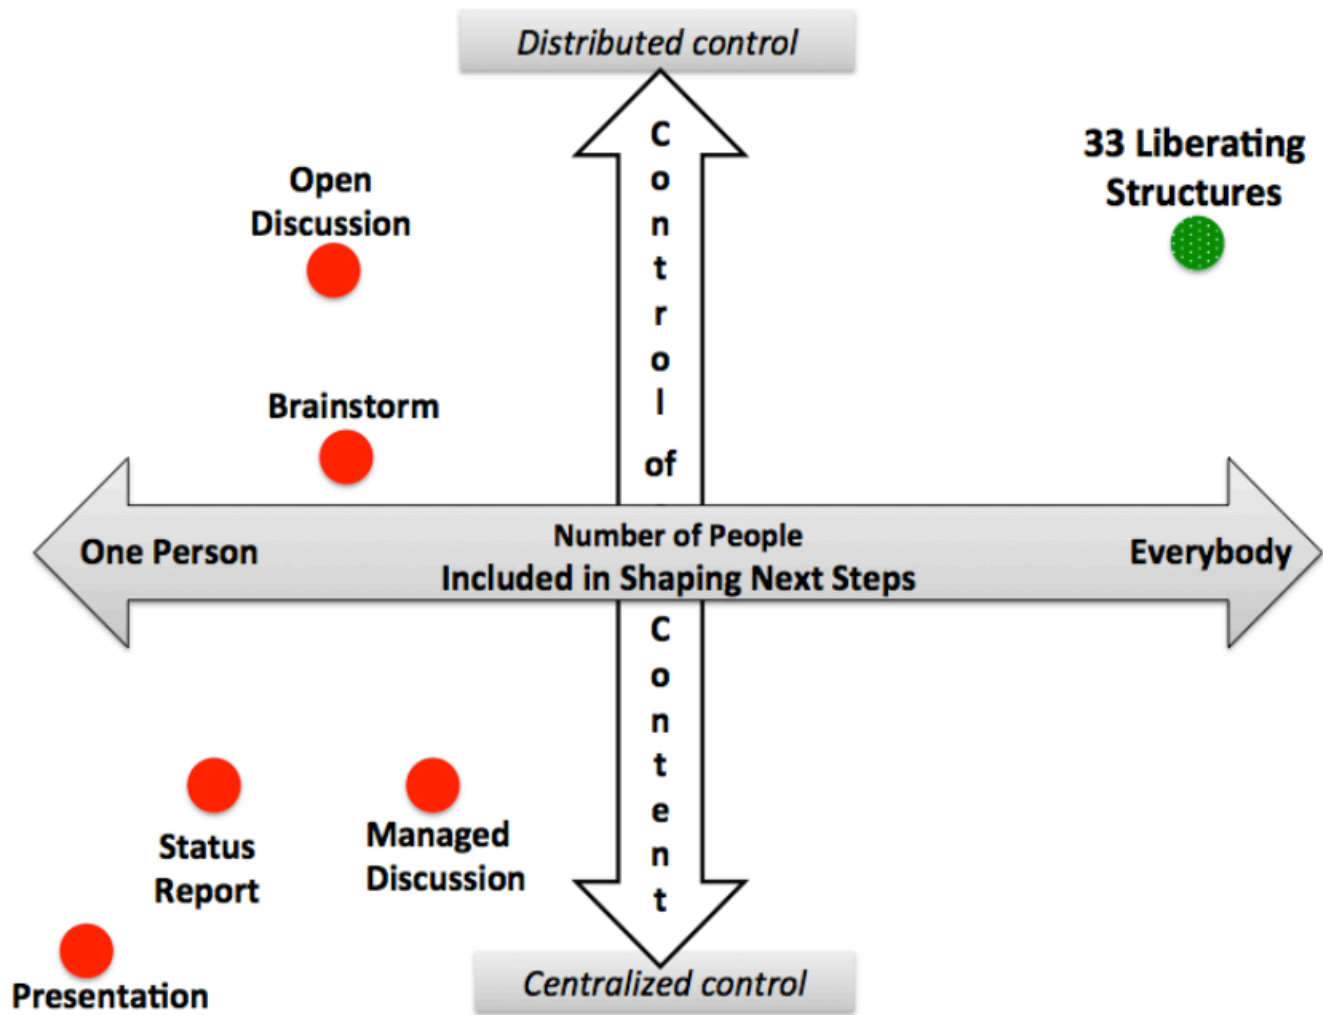 Distributed control
Control of
Content
33 Liberating
Structures
Open
Discussion
Brainstorm
One Person
Number of People
Included in Shaping Next Steps
Everybody
Status
Report
Managed
Discussion
Presentation
Centralized control